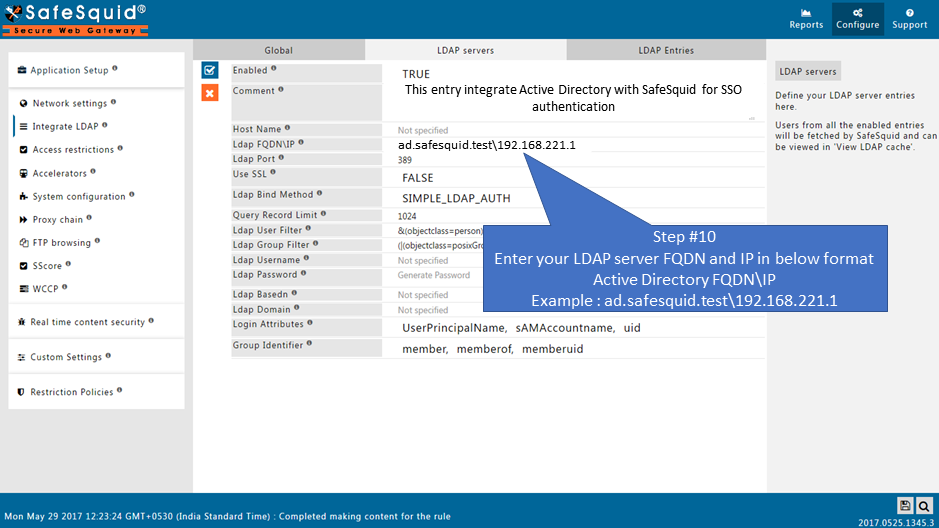 SafeSquid®
Secure Web Gateway
Reports
Configure
Support
Global
LDAP servers
LDAP Entries
Application Setup
Network settings
Integrate LDAP
Access restrictions
Accelerators
System configuration
Proxy chain
FTP browsing
SScore
WCCP
Real time content security
Custom Settings
Restriction Policies
Enabled
TRUE
Comment
This entry integrate Active Directory with SafeSquid for SSO
authentication
Host Name
Not specified
Ldap FQDN\IP
ad.safesquid.test\192.168.221.1
Ldap Port
389
Use SSL
FALSE
Ldap Bind Method
SIMPLE_LDAP_AUTH
Query Record Limit
1024
Ldap User Filter
&(objectclass=person)
Ldap Group Filter
(|(objectclass=posixGro
Ldap Username
Not specified
Ldap Password
Generate Password
Ldap Basedn
Not specified
Ldap Domain
Not specified
Login Attributes
UserPrincipalName, sAMAccountname, uid
Group Identifier
member, memberof, memberuid
Step #10
Enter your LDAP server FQDN and IP in below format
Active Directory FQDN\IP
Example : ad.safesquid.test\192.168.221.1
LDAP servers
Define your LDAP server entries
here.
Users from all the enabled entries
will be fetched by SafeSquid and can
be viewed in 'View LDAP cache'.
Mon May 29 2017 12:23:24 GMT+0530 (India Standard Time) : Completed making content for the rule
2017.0525.1345.3